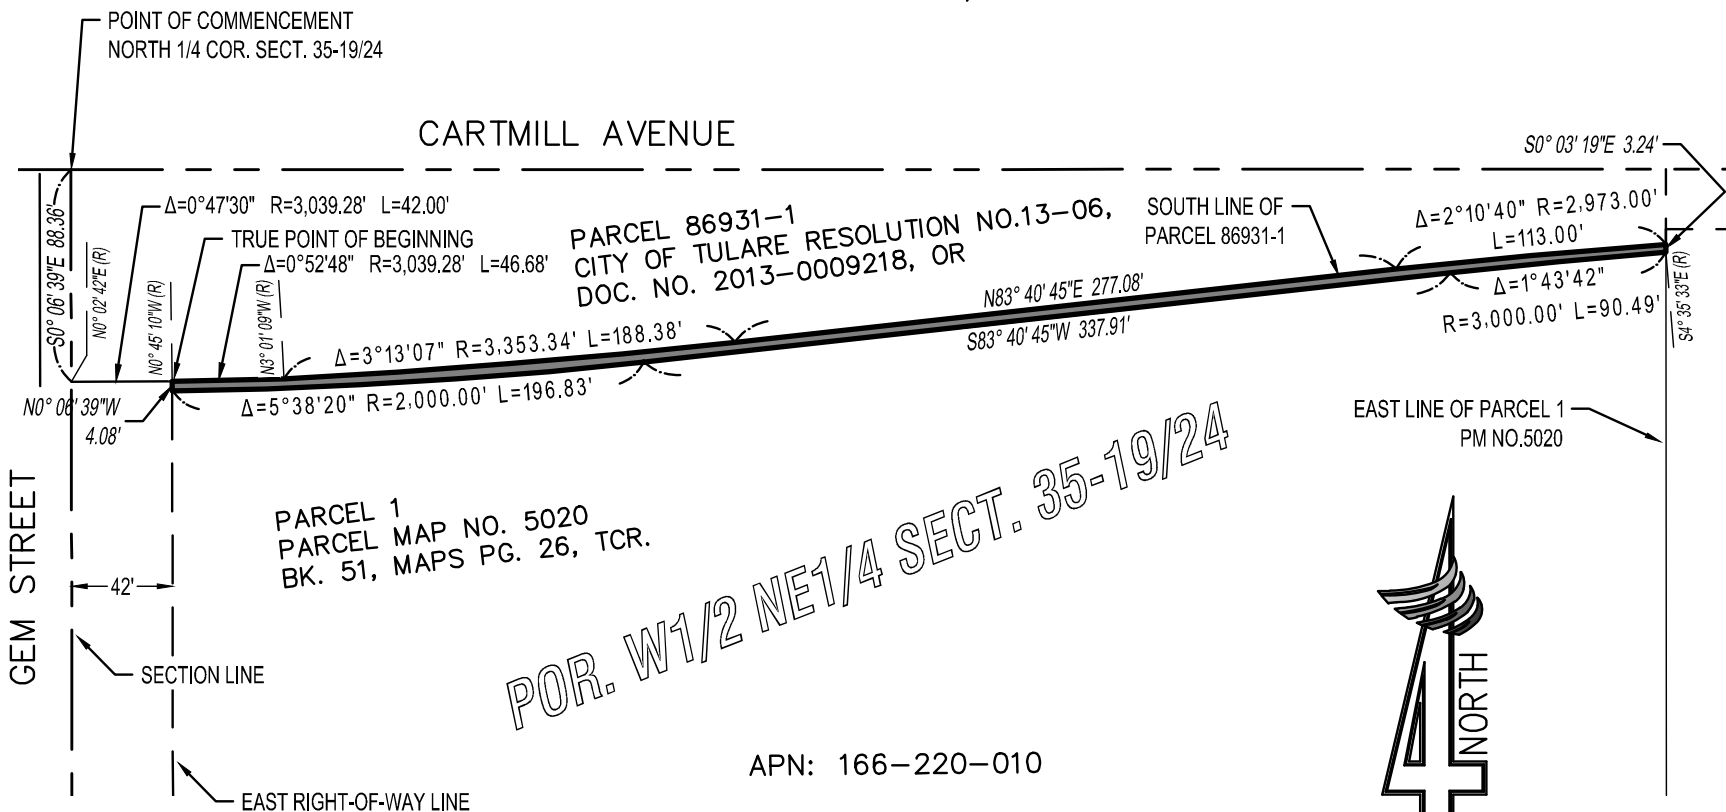 POINT OF COMMENCEMENT
NORTH 1/4 COR. SECT. 35-19/24
CARTMILL AVENUE
S0° 03' 19"E 3.24'
S0° 06' 39"E 88.36'
N0° 02' 42"E (R)
Δ=0°47'30" R=3,039.28' L=42.00'
TRUE POINT OF BEGINNING
Δ=0°52'48" R=3,039.28' L=46.68'
N0° 45' 10"W (R)
N3° 01' 09"W (R)
PARCEL 86931-1
CITY OF TULARE RESOLUTION NO.13-06,
DOC. NO. 2013-0009218, OR
SOUTH LINE OF
PARCEL 86931-1
Δ=2°10'40" R=2,973.00'
L=113.00'
N83° 40' 45"E 277.08'
S83° 40' 45"W 337.91'
Δ=1°43'42"
R=3,000.00' L=90.49'
S4° 35' 33"E (R)
Δ=3°13'07" R=3,353.34' L=188.38'
Δ=5°38'20" R=2,000.00' L=196.83'
N0° 06' 39"W
4.08'
EAST LINE OF PARCEL 1
PM NO.5020
GEM STREET
PARCEL 1
PARCEL MAP NO. 5020
BK. 51, MAPS PG. 26, TCR.
POR. W1/2 NE1/4 SECT. 35-19/24
42'
SECTION LINE
NORTH
APN: 166-220-010
EAST RIGHT-OF-WAY LINE